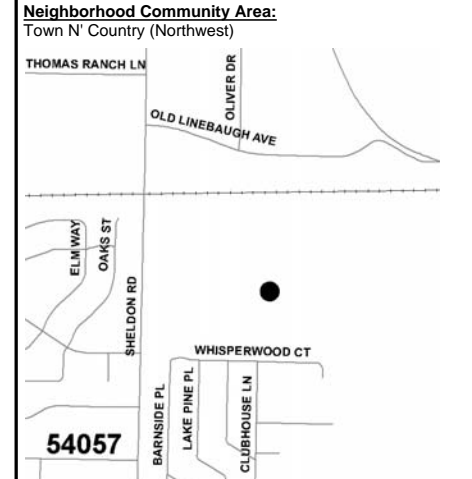 Neighborhood Community Area:
Town N' Country (Northwest)
THOMAS RANCH LN
OLIVER DR
OLD LINEBAUGH AVE
ELM WAY
OAKS ST
SHELDON RD
WHISPERWOOD CT
BARNSIDE PL
LAKE PINE PL
CLUBHOUSE LN
54057